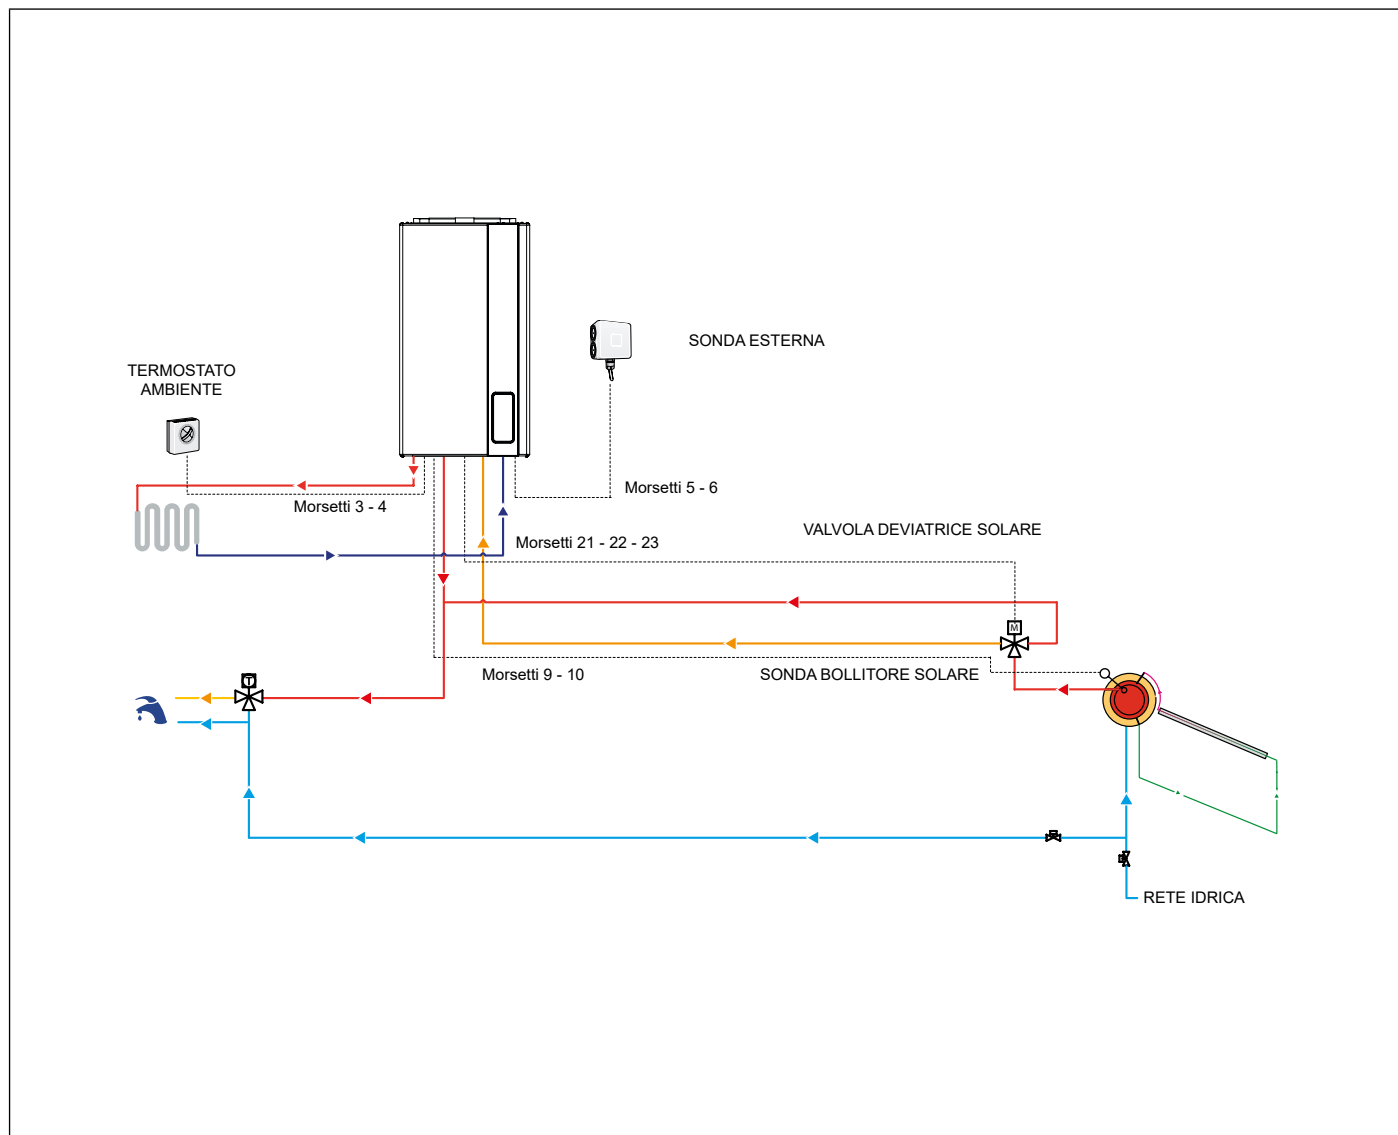 SONDA ESTERNA
TERMOSTATO
AMBIENTE
Morsetti 5 - 6
Morsetti 3 - 4
VALVOLA DEVIATRICE SOLARE
Morsetti 21 - 22 - 23
M
SONDA BOLLITORE SOLARE
Morsetti 9 - 10
T
RETE IDRICA